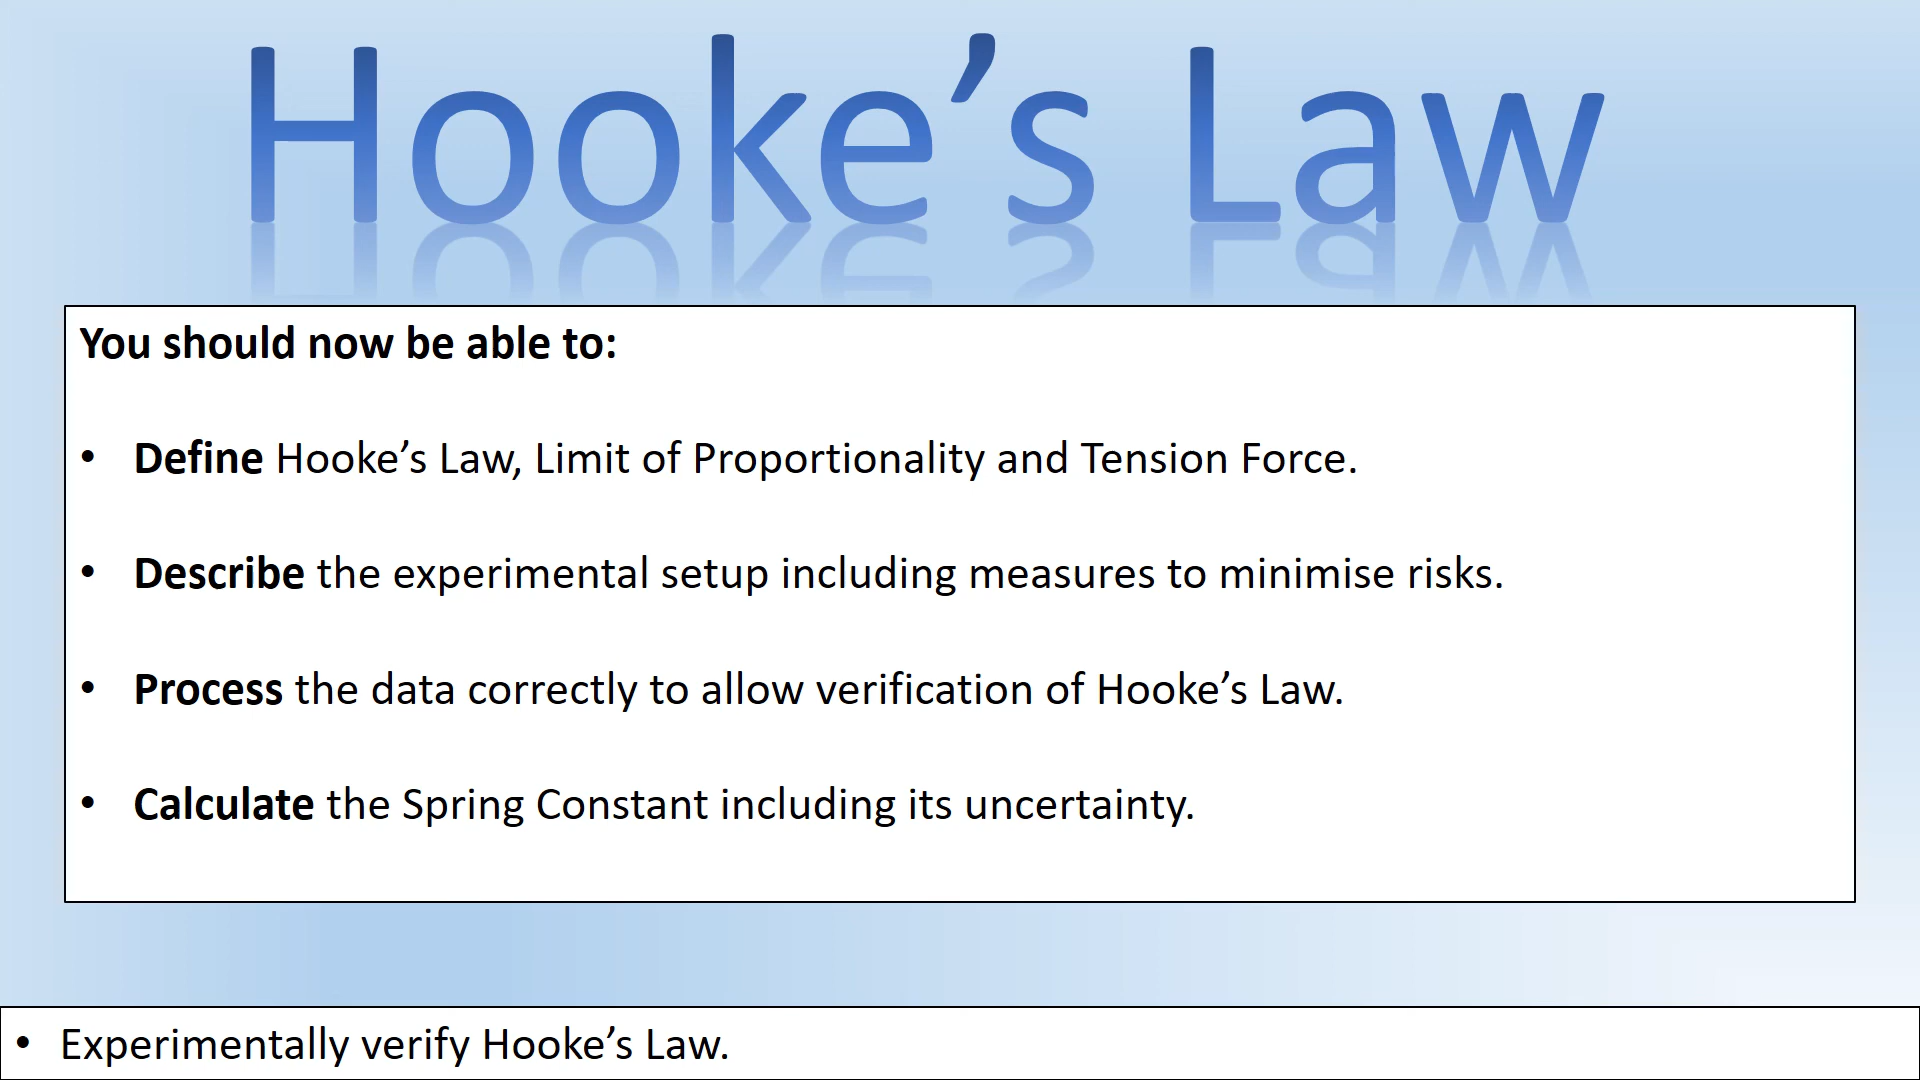 Hooke’s Law
You should now be able to:
• Define Hooke’s Law, Limit of Proportionality and Tension Force.
• Describe the experimental setup including measures to minimise risks.
• Process the data correctly to allow verification of Hooke’s Law.
• Calculate the Spring Constant including its uncertainty.
• Experimentally verify Hooke’s Law.